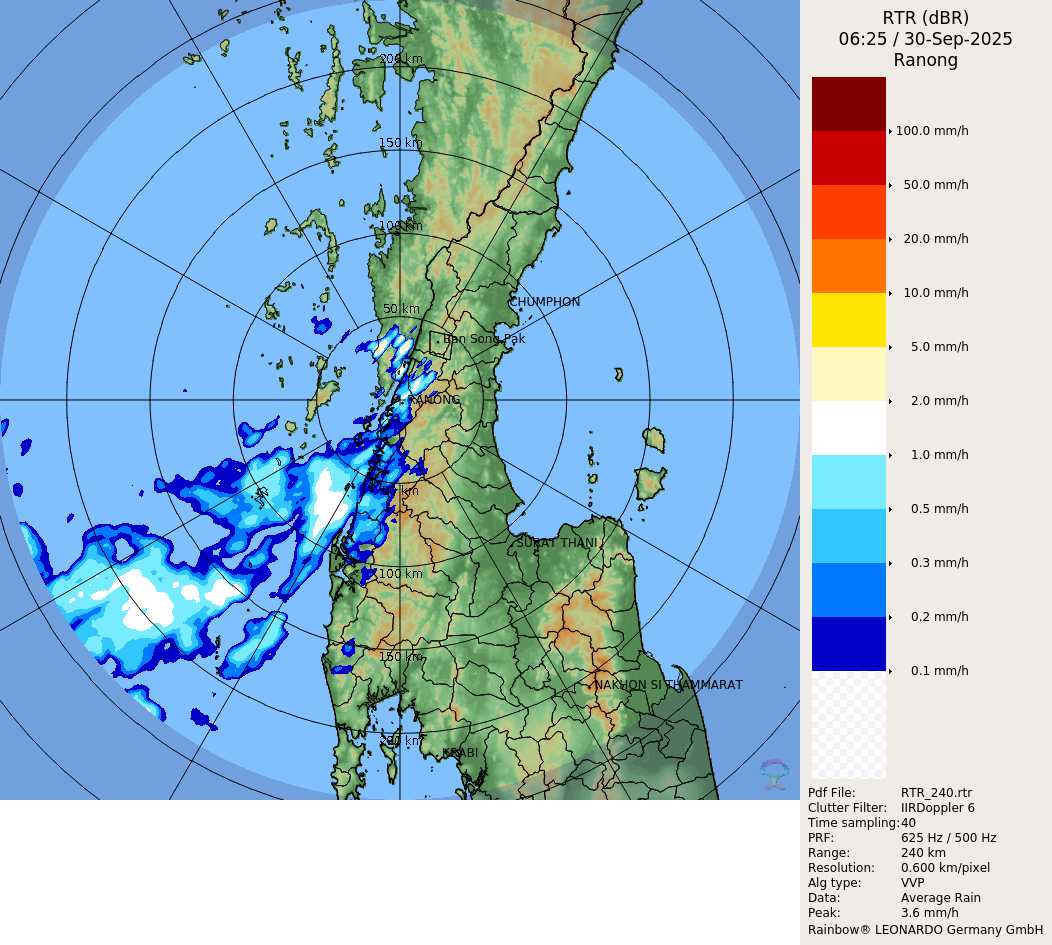 RTR (dBR)
06:25 / 30-Sep-2025
Ranong
100.0 mm/h
50.0 mm/h
20.0 mm/h
10.0 mm/h
5.0 mm/h
2.0 mm/h
1.0 mm/h
0.5 mm/h
0.3 mm/h
0.2 mm/h
0.1 mm/h
200 km
150 km
100 km
50 km
CHUMPHON
Ban Song Pak
RANONG
50 km
SURAT THANI
100 km
150 km
NAKHON SI THAMMARAT
200 km
KRABI
Pdf File: RTR_240.rtr
Clutter Filter: IIRDoppler 6
Time sampling:40
PRF: 625 Hz / 500 Hz
Range: 240 km
Resolution: 0.600 km/pixel
Alg type: VVP
Data: Average Rain
Peak: 3.6 mm/h
Rainbow® LEONARDO Germany GmbH